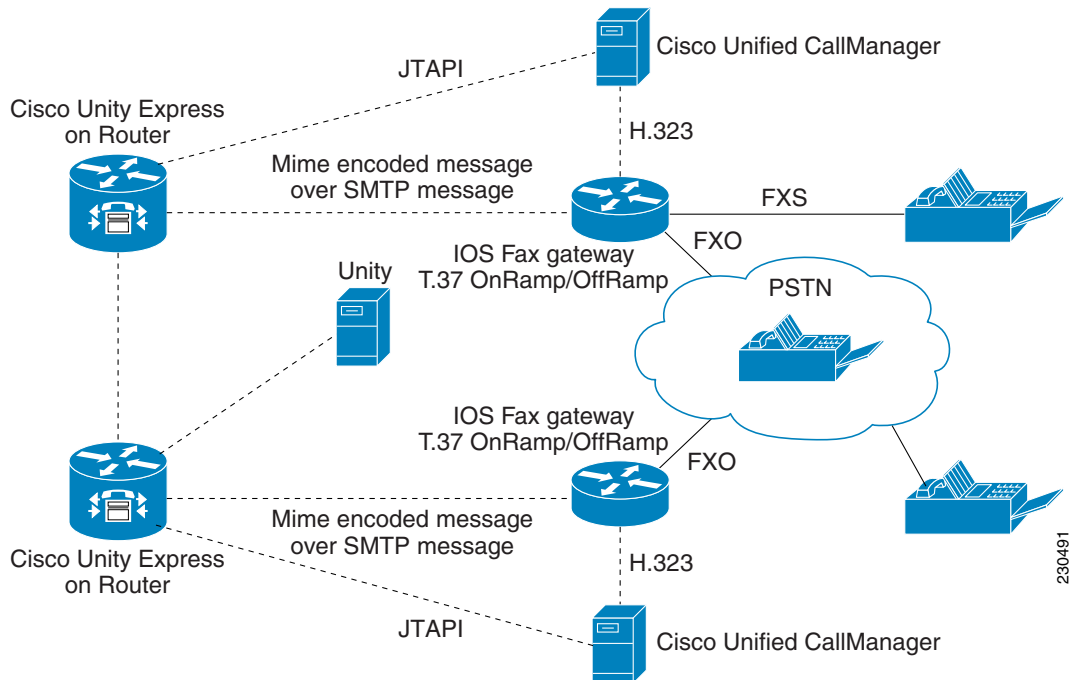 Cisco Unified CallManager
JTAPI
Cisco Unity Express
on Router
H.323
Mime encoded message
over SMTP message
FXS
FXO
IOS Fax gateway
T.37 OnRamp/OffRamp
Unity
PSTN
IOS Fax gateway
T.37 OnRamp/OffRamp
FXO
Mime encoded message
over SMTP message
Cisco Unity Express
on Router
H.323
230491
JTAPI
Cisco Unified CallManager